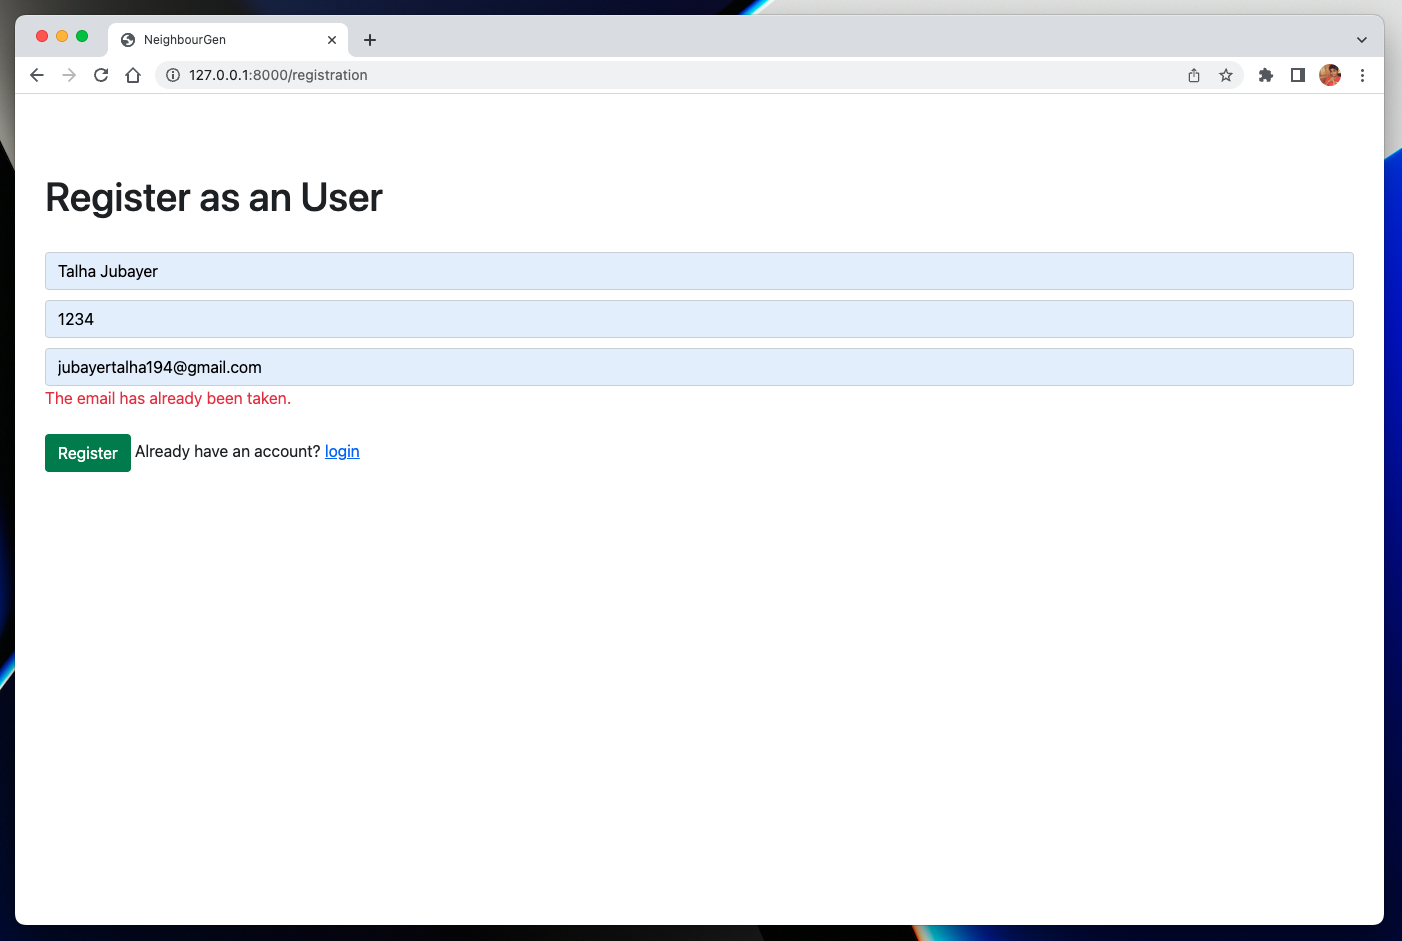 NeighbourGen
127.0.0.1:8000/registration
Register as an User
Talha Jubayer
1234
jubayertalha194@gmail.com
The email has already been taken.
Register Already have an account? login